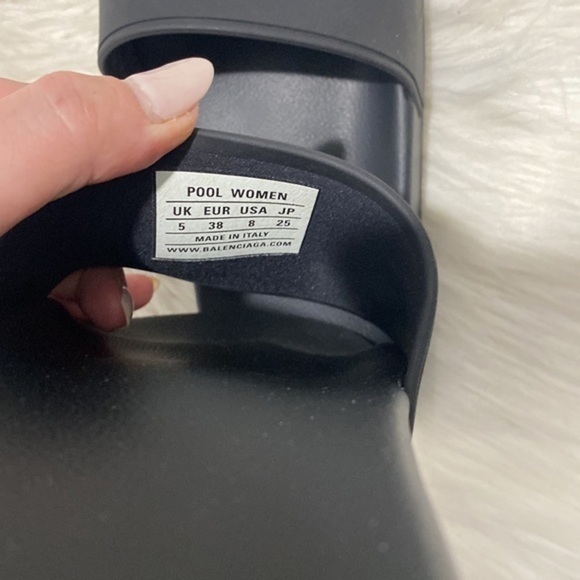 POOL WOMEN
UK EUR USA JP
5 38 8 25
MADE IN ITALY
WWW.BALENCIAGA.COM